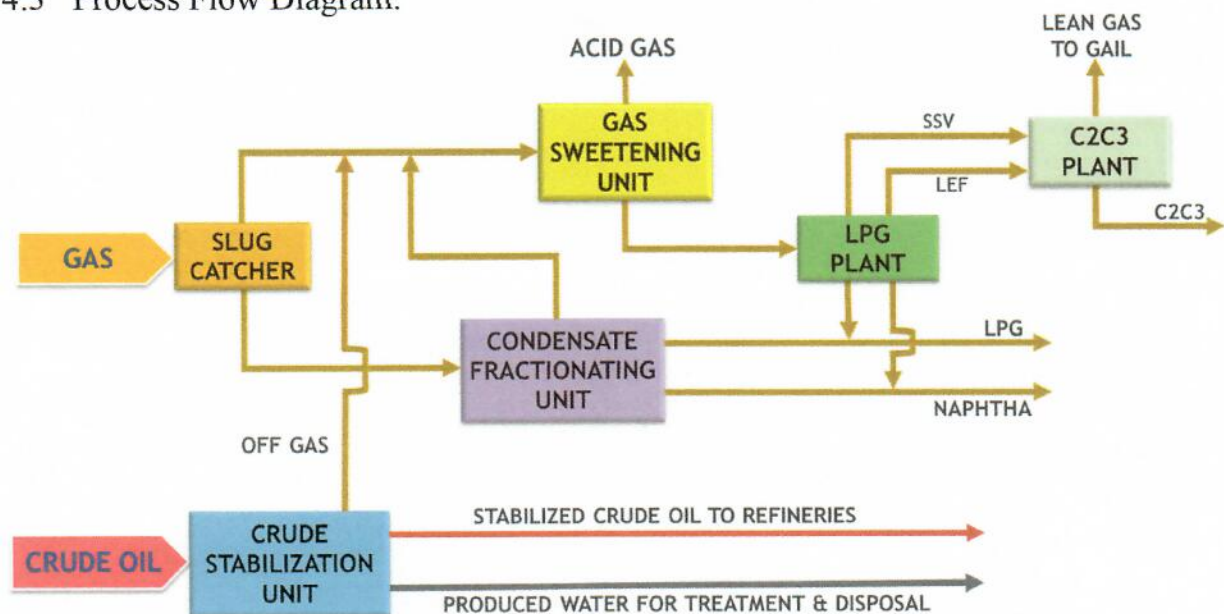 4.3 Process Flow Diagram:
LEAN GAS
TO GAIL
ACID GAS
GAS
SWEETENING
UNIT
SSV
C2C3
PLANT
LEF
C2C3
GAS
SLUG
CATCHER
LPG
PLANT
CONDENSATE
FRACTIONATING
UNIT
LPG
NAPHTHA
OFF GAS
CRUDE OIL
CRUDE
STABILIZATION
UNIT
STABILIZED CRUDE OIL TO REFINERIES
PRODUCED WATER FOR TREATMENT & DISPOSAL